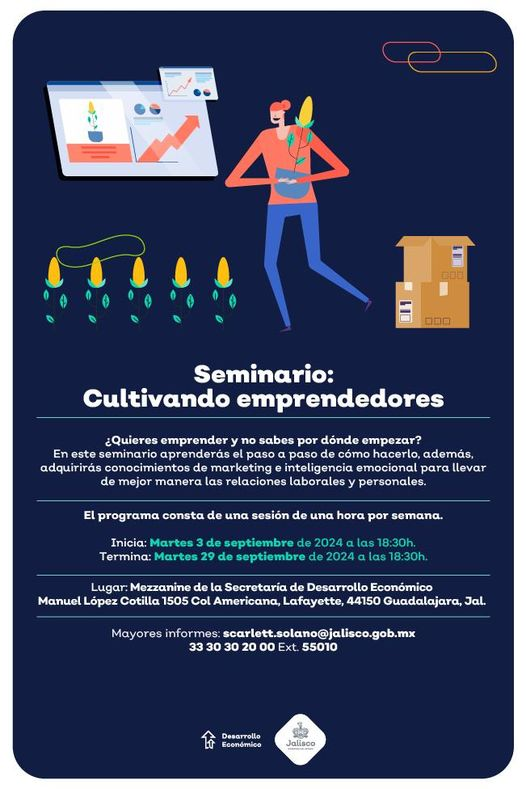 Seminario:
Cultivando emprendedores
¿Quieres emprender y no sabes por dónde empezar?
En este seminario aprenderás el paso a paso de cómo hacerlo, además,
adquirirás conocimientos de marketing e inteligencia emocional para llevar
de mejor manera las relaciones laborales y personales.
El programa consta de una sesión de una hora por semana.
Inicia: Martes 3 de septiembre de 2024 a las 18:30h.
Termina: Martes 29 de septiembre de 2024 a las 18:30h.
Lugar: Mezzanine de la Secretaría de Desarrollo Económico
Manuel López Cotilla 1505 Col Americana, Lafayette, 44150 Guadalajara, Jal.
Mayores informes: scarlett.solano@jalisco.gob.mx
33 30 30 20 00 Ext. 55010
Desarrollo
Económico
Jalisco